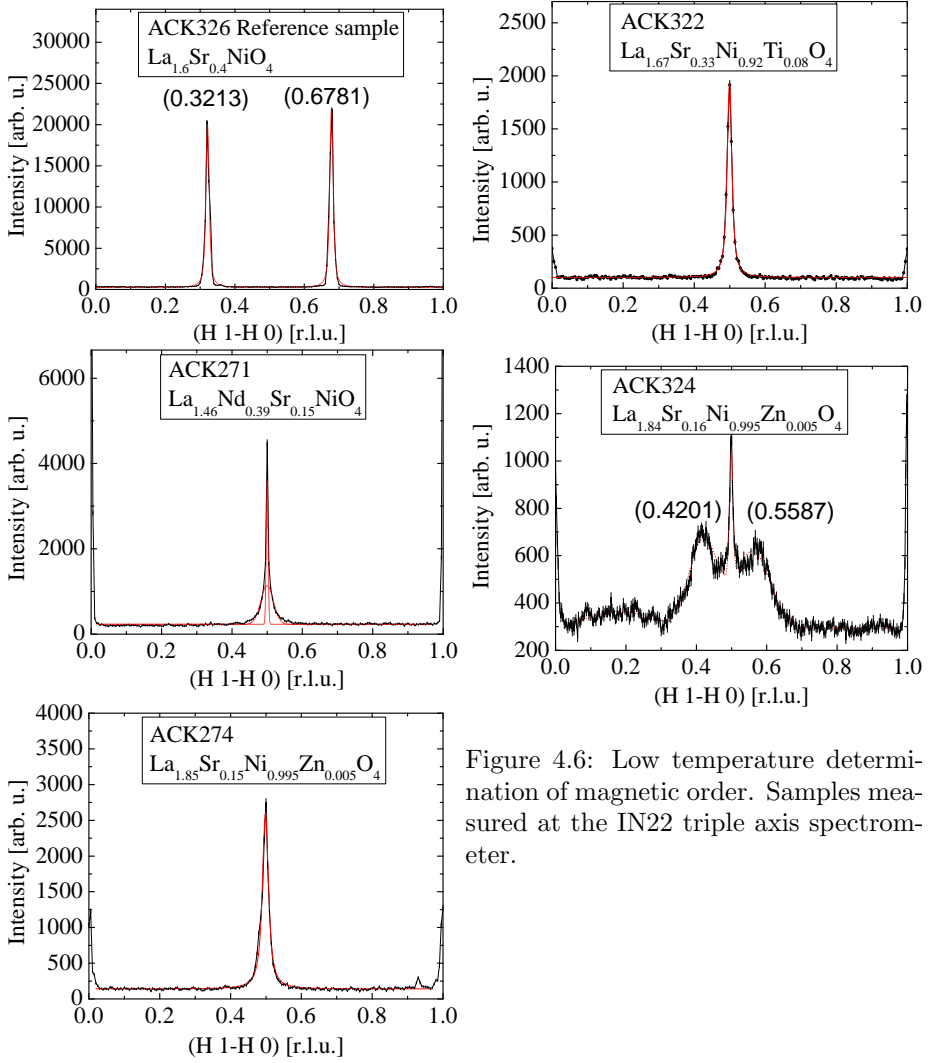 ACK326 Reference sample
La1.6Sr0.4NiO4
(0.3213) (0.6781)
Intensity [arb. u.]
30000
25000
20000
15000
10000
5000
0
0.0 0.2 0.4 0.6 0.8 1.0
(H 1-H 0) [r.l.u.]
ACK322
La1.67Sr0.33Ni0.92Ti0.08O4
Intensity [arb. u.]
2500
2000
1500
1000
500
0
0.0 0.2 0.4 0.6 0.8 1.0
(H 1-H 0) [r.l.u.]
ACK271
La1.46Nd0.39Sr0.15NiO4
Intensity [arb. u.]
6000
4000
2000
0
0.0 0.2 0.4 0.6 0.8 1.0
(H 1-H 0) [r.l.u.]
ACK324
La1.84Sr0.16Ni0.995Zn0.005O4
(0.4201) (0.5587)
Intensity [arb. u.]
1400
1200
1000
800
600
400
200
0.0 0.2 0.4 0.6 0.8 1.0
(H 1-H 0) [r.l.u.]
ACK274
La1.85Sr0.15Ni0.995Zn0.005O4
Intensity [arb. u.]
4000
3500
3000
2500
2000
1500
1000
500
0
0.0 0.2 0.4 0.6 0.8 1.0
(H 1-H 0) [r.l.u.]
Figure 4.6: Low temperature determi-
nation of magnetic order. Samples mea-
sured at the IN22 triple axis spectrom-
eter.